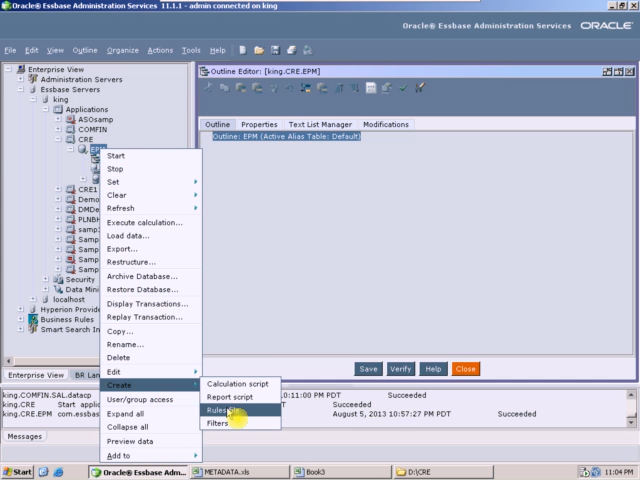 Oracle® Essbase Administration Services 11.1.1 - admin connected on king
Oracle® Essbase Administration Services ORACLE
File Edit View Outline Organize Actions Tools Help
Enterprise View
Administration Servers
Essbase Servers
king
Applications
ASOsamp
COMFIN
CRE
EPM
CRE1
Demo
DMDe
PLNBH
samp
Samp
Samp
Samp
Samp
Security
Data Mini
localhost
Hyperion Provide
Business Rules
Smart Search In
Enterprise View BR Lan
Outline Editor: [king.CRE.EPM]
Outline Properties Text List Manager Modifications
Outline: EPM (Active Alias Table: Default)
Save Verify Help Close
Start
Stop
Set
Clear
Refresh
Execute calculation...
Load data...
Export...
Restructure...
Archive Database...
Restore Database...
Display Transactions...
Replay Transaction...
Copy...
Rename...
Delete
Edit
Create
User/group access
Expand all
Collapse all
Preview data
Add to
Calculation script
Report script
Rules
Filters
king.COMFIN.SAL.datacp 0:11:00 PM PDT Succeeded
king.CRE Start applic T Succeeded
king.CRE.EPM com.essbas August 5, 2013 10:57:27 PM PDT Succeeded
Messages
Start Oracle® Essbase Adm... METADATA.xls Book3 D:\CRE 11:04 PM